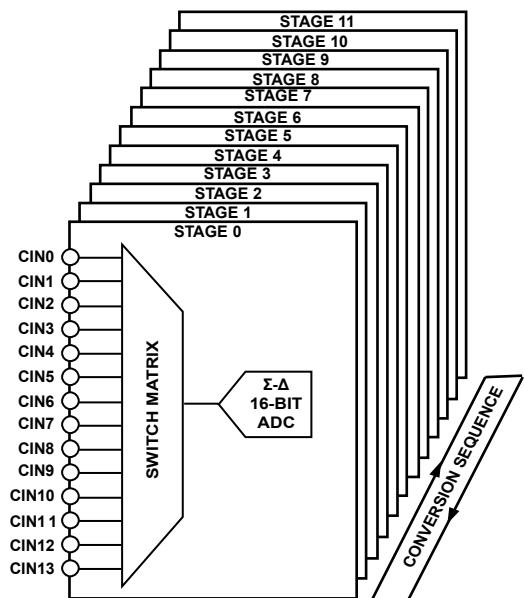 STAGE 11
STAGE 10
STAGE 9
STAGE 8
STAGE 7
STAGE 6
STAGE 5
STAGE 4
STAGE 3
STAGE 2
STAGE 1
STAGE 0
CIN0
CIN1
CIN2
CIN3
CIN4
CIN5
CIN6
CIN7
CIN8
CIN9
CIN10
CIN11
CIN12
CIN13
SWITCH MATRIX
Σ-Δ
16-BIT
ADC
CONVERSION SEQUENCE